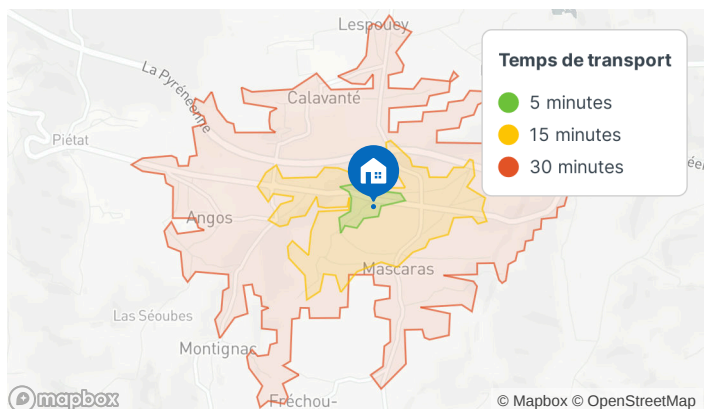 Lespouey
Temps de transport
La Pyrénéenne
5 minutes
Calavanté
15 minutes
Piétat
30 minutes
Angos
Mascaras
Las Séoubes
Montignac
Fréchou-
mapbox
© Mapbox © OpenStreetMap